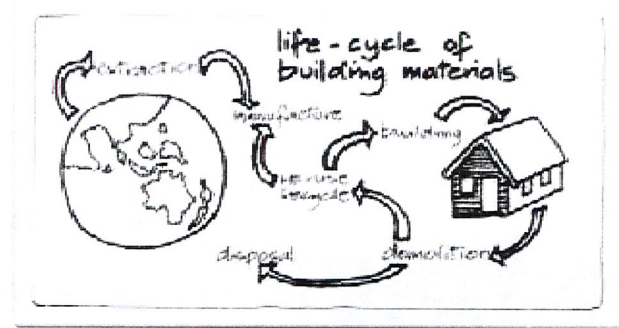 life-cycle of
building materials
extraction
manufacture
building
re-use
recycle
disposal
demolition